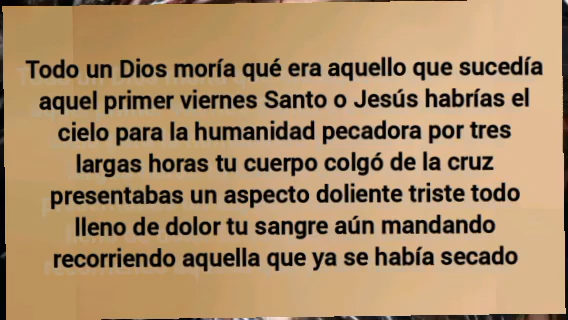 Todo un Dios moría qué era aquello que sucedía
aquel primer viernes Santo o Jesús habrías el
cielo para la humanidad pecadora por tres
largas horas tu cuerpo colgó de la cruz
presentabas un aspecto doliente triste todo
lleno de dolor tu sangre aún mandando
recorriendo aquella que ya se había secado